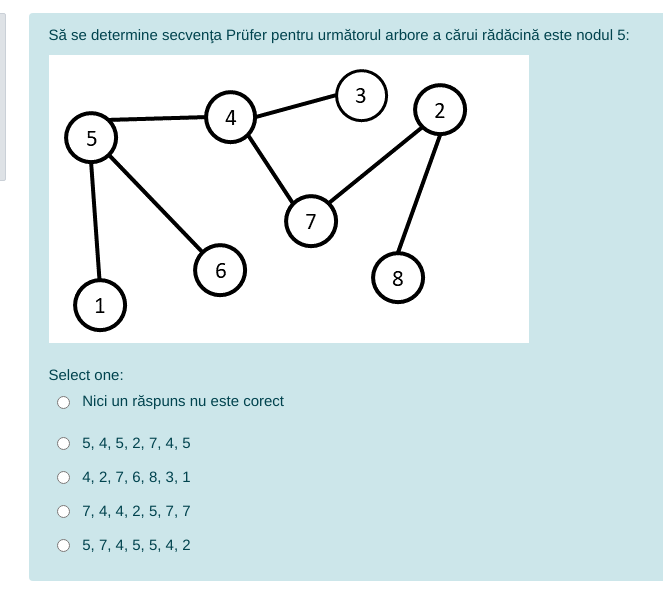 Să se determine secvența Prüfer pentru următorul arbore a cărui rădăcină este nodul 5:
3
2
4
5
7
6
8
1
Select one:
Nici un răspuns nu este corect
5, 4, 5, 2, 7, 4, 5
4, 2, 7, 6, 8, 3, 1
7, 4, 4, 2, 5, 7, 7
5, 7, 4, 5, 5, 4, 2